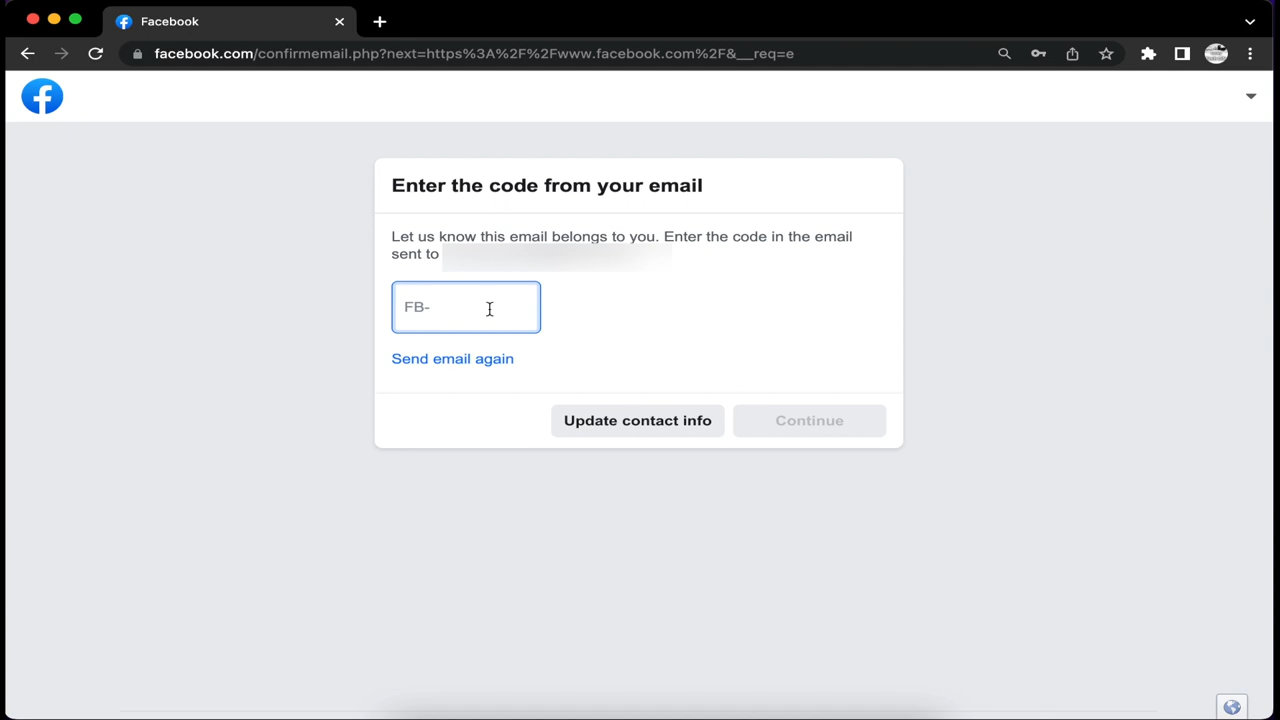 Facebook
facebook.com/confirmemail.php?next=https%3A%2F%2Fwww.facebook.com%2F&__req=e
Enter the code from your email
Let us know this email belongs to you. Enter the code in the email
sent to
FB-
Send email again
Update contact info
Continue